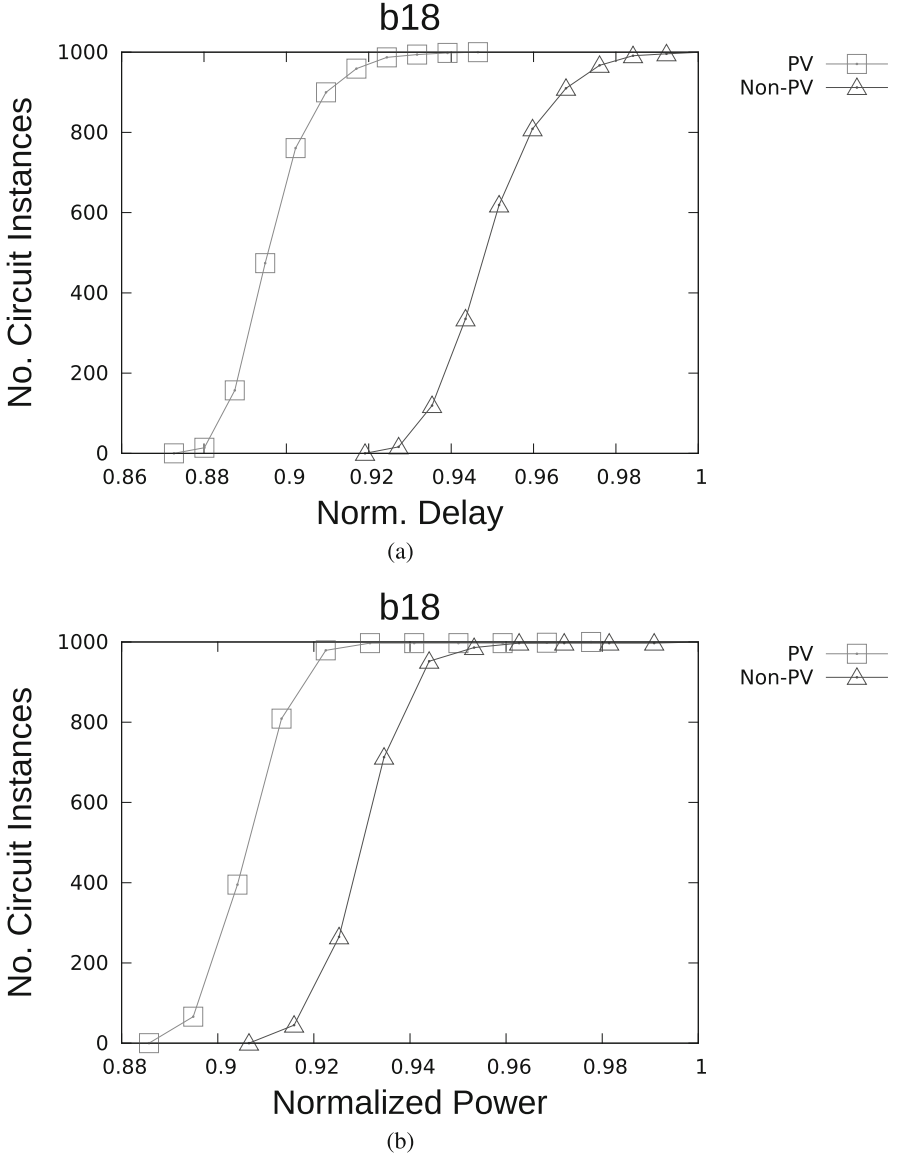 b18
1000
800
600
400
200
0
No. Circuit Instances
0.86 0.88 0.9 0.92 0.94 0.96 0.98 1
Norm. Delay
PV
Non-PV
(a)
b18
1000
800
600
400
200
0
No. Circuit Instances
0.88 0.9 0.92 0.94 0.96 0.98 1
Normalized Power
PV
Non-PV
(b)